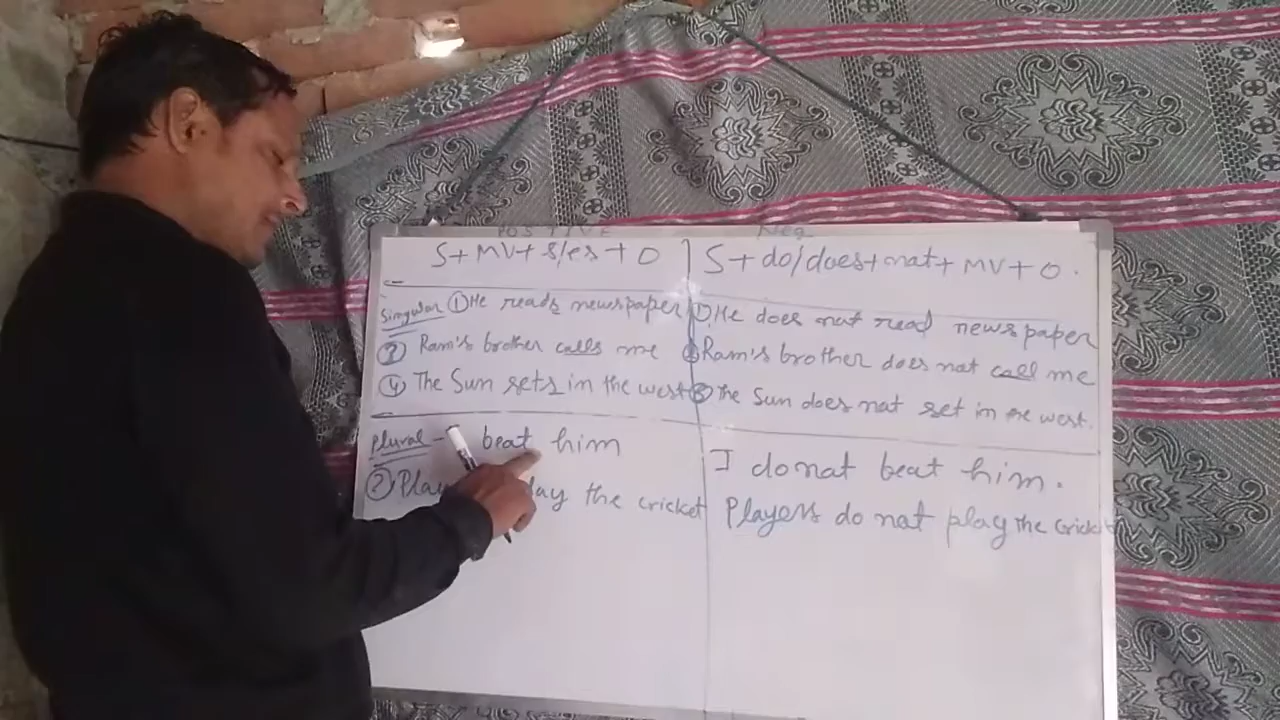 POSITIVE
S+MV+s/es+O
Singular ① He reads newspaper
③ Ram's brother calls me
④ The Sun sets in the west
Plural - beat him
② the cricket
Neg
S+do/does+not+MV+O.
① He does not read newspaper
② Ram's brother does not call me
③ The Sun does not set in the west.
I do not beat him.
Players do not play the Cricket